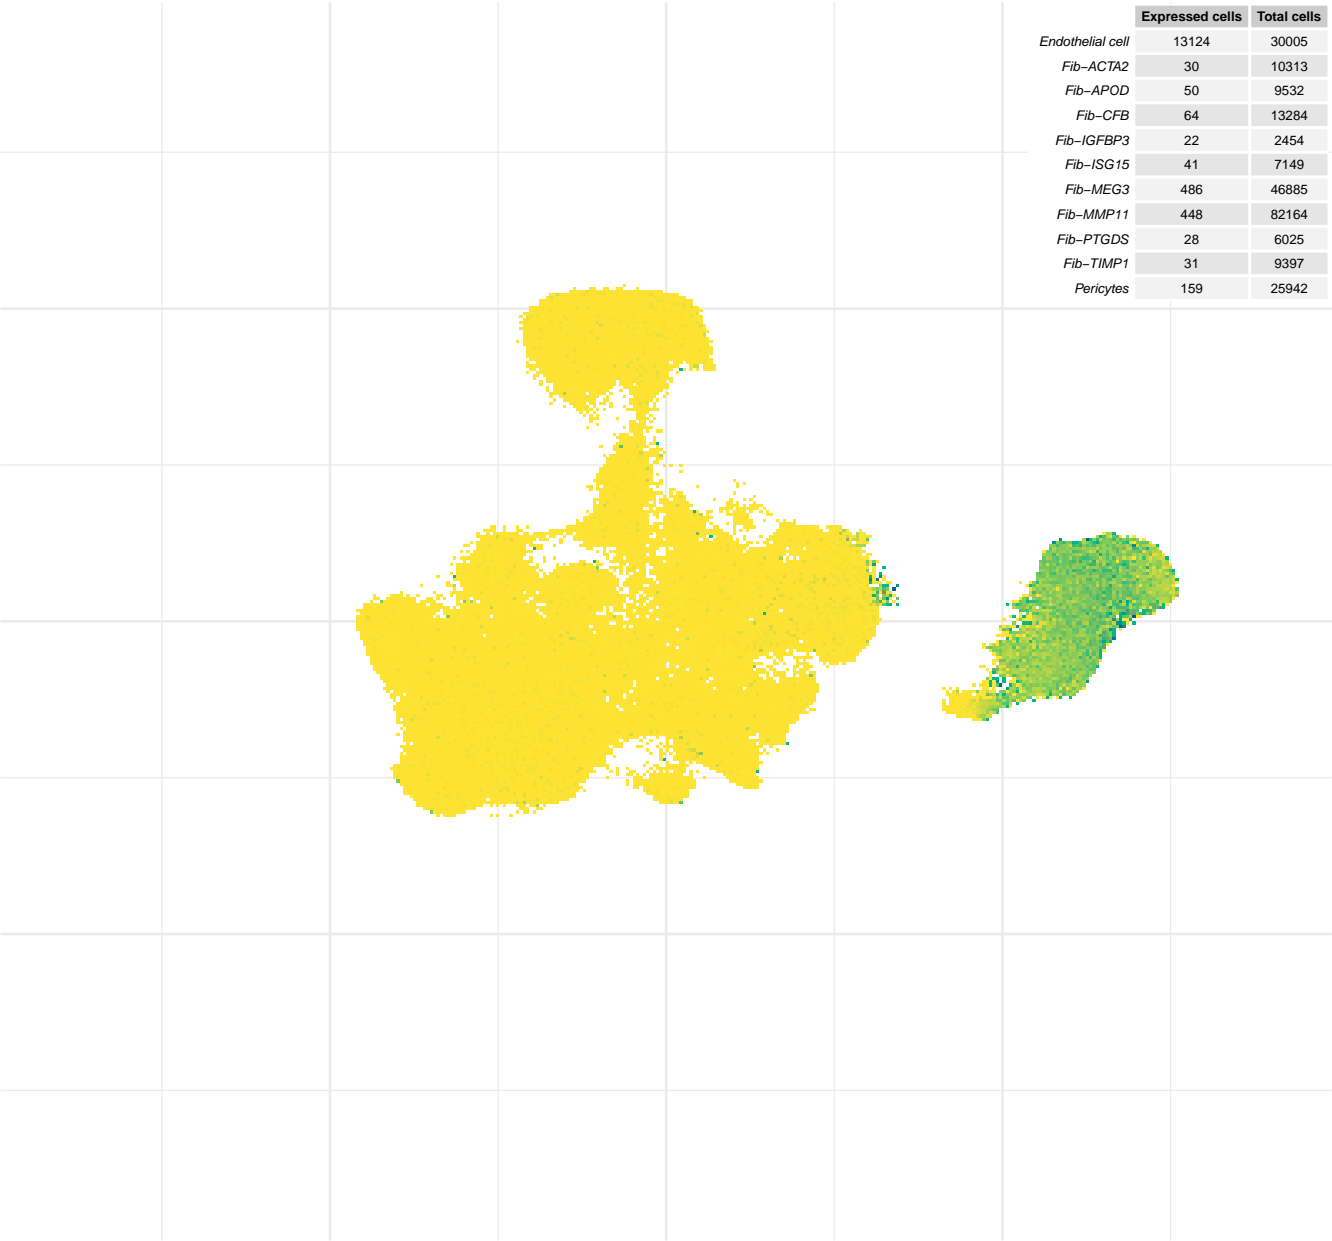 Expressed cells Total cells
Endothelial cell 13124 30005
Fib−ACTA2 30 10313
Fib−APOD 50 9532
Fib−CFB 64 13284
Fib−IGFBP3 22 2454
Fib−ISG15 41 7149
Fib−MEG3 486 46885
Fib−MMP11 448 82164
Fib−PTGDS 28 6025
Fib−TIMP1 31 9397
Pericytes 159 25942